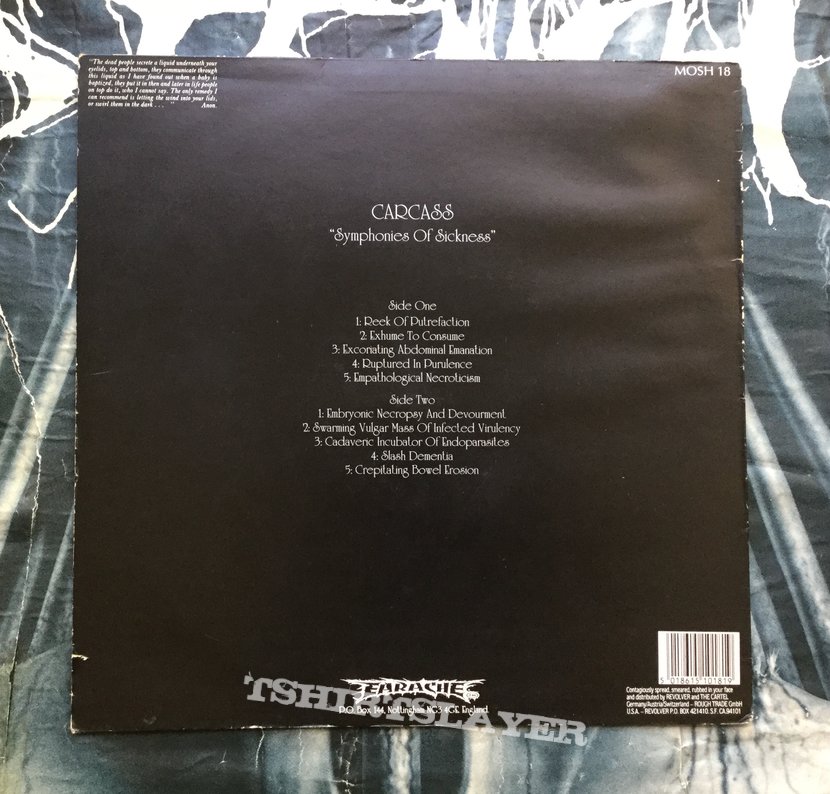 "The dead people secrete a liquid underneath your
eyelids, top and bottom, they communicate through
this liquid as I have found out when a baby is
baptized, they put it in then and later in life people
on top do it, who I cannot say. The only remedy I
can recommend is letting the wind into your lids,
or swirl them in the dark . . . "          Anon.
MOSH 18
CARCASS
"Symphonies Of Sickness"
Side One
1: Reek Of Putrefaction
2: Exhume To Consume
3: Excoriating Abdominal Emanation
4: Ruptured In Purulence
5: Empathological Necroticism
Side Two
1: Embryonic Necropsy And Devourment
2: Swarming Vulgar Mass Of Infected Virulency
3: Cadaveric Incubator Of Endoparasites
4: Slash Dementia
5: Crepitating Bowel Erosion
EARACHE
P.O. Box 144, Nottingham NG3 4GE, England.
TSHIRTSLAYER
5 018615 101819
Contagiously spread, smeared, rubbed in your face
and distributed by REVOLVER and THE CARTEL
Germany/Austria/Switzerland – ROUGH TRADE GmbH
U.S.A. – REVOLVER P.O. BOX 421410. S.F. CA.94101